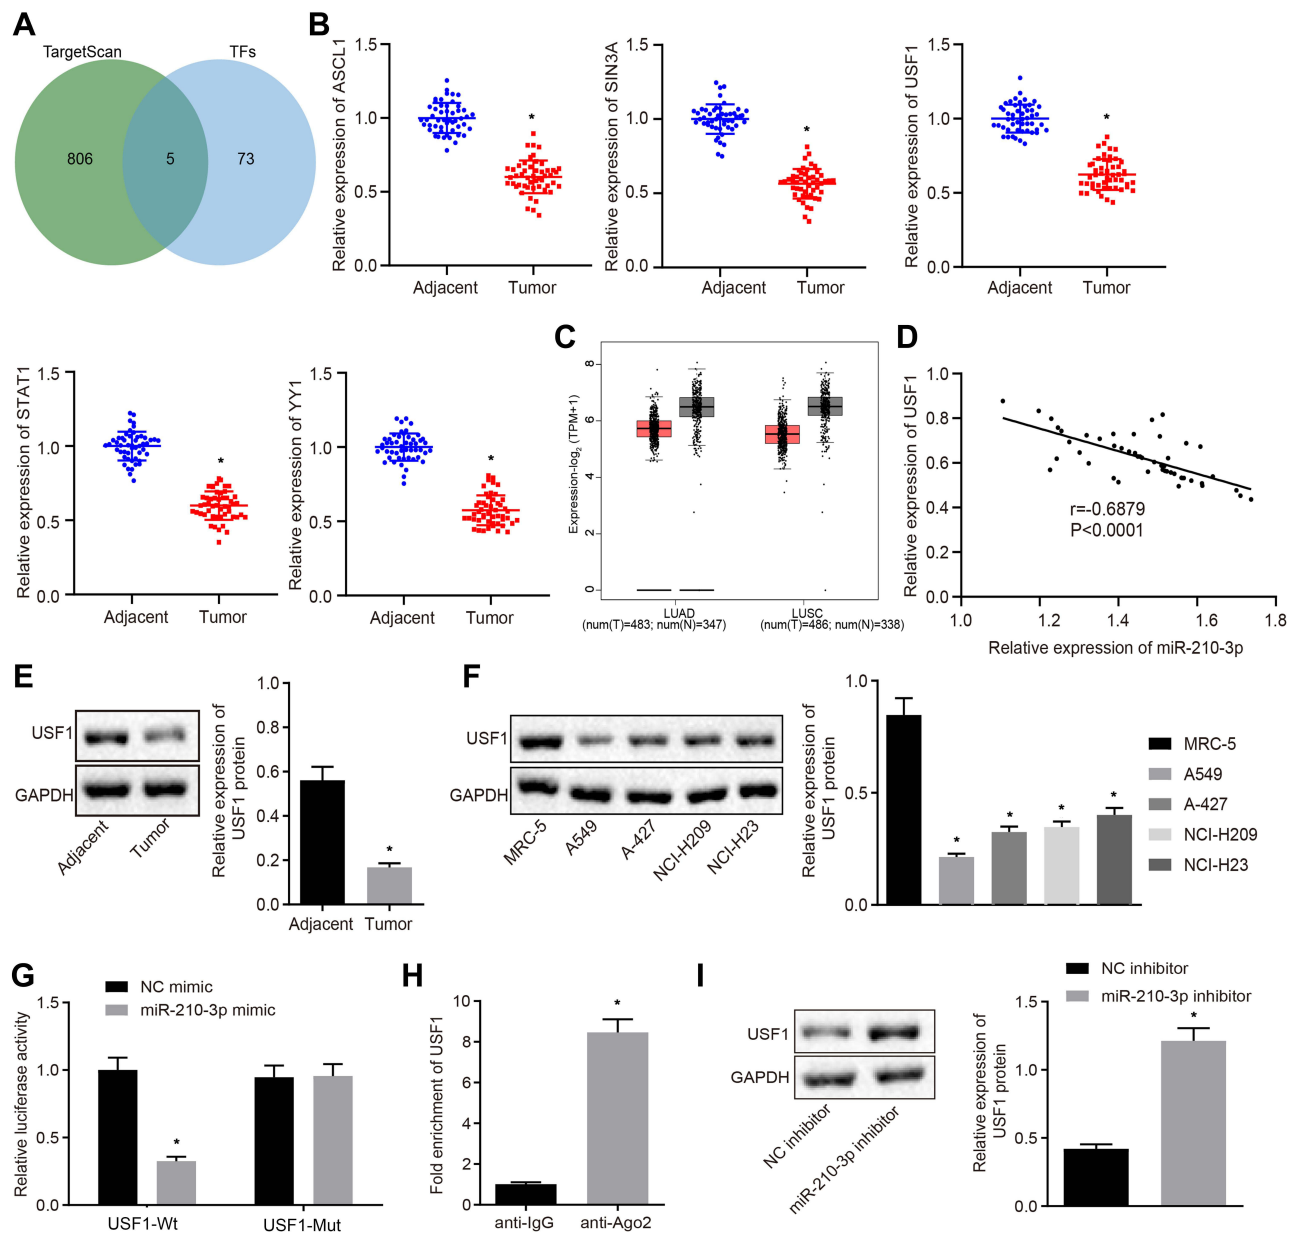 A
TargetScan
TFs
806
5
73
B
Relative expression of ASCL1
1.5
1.0
0.5
0.0
*
Adjacent
Tumor
Relative expression of SIN3A
1.5
1.0
0.5
0.0
*
Adjacent
Tumor
Relative expression of USF1
1.5
1.0
0.5
0.0
*
Adjacent
Tumor
Relative expression of STAT1
1.5
1.0
0.5
0.0
*
Adjacent
Tumor
Relative expression of YY1
1.5
1.0
0.5
0.0
*
Adjacent
Tumor
C
Expression-log2 (TPM+1)
8
6
4
2
0
LUAD
(num(T)=483; num(N)=347)
LUSC
(num(T)=486; num(N)=338)
D
Relative expression of USF1
1.0
0.8
0.6
0.4
0.2
0.0
r=-0.6879
P<0.0001
1.0
1.2
1.4
1.6
1.8
Relative expression of miR-210-3p
E
USF1
GAPDH
Adjacent
Tumor
Relative expression of
USF1 protein
1.0
0.8
0.6
0.4
0.2
0.0
*
Adjacent
Tumor
F
USF1
GAPDH
MRC-5
A549
A-427
NCI-H209
NCI-H23
Relative expression of
USF1 protein
1.0
0.5
0.0
*
*
*
*
MRC-5
A549
A-427
NCI-H209
NCI-H23
G
NC mimic
miR-210-3p mimic
Relative luciferase activity
1.5
1.0
0.5
0.0
*
USF1-Wt
USF1-Mut
H
Fold enrichment of USF1
10
8
6
4
2
0
*
anti-IgG
anti-Ago2
I
USF1
GAPDH
NC inhibitor
miR-210-3p inhibitor
NC inhibitor
miR-210-3p inhibitor
Relative expression of
USF1 protein
1.5
1.0
0.5
0.0
*